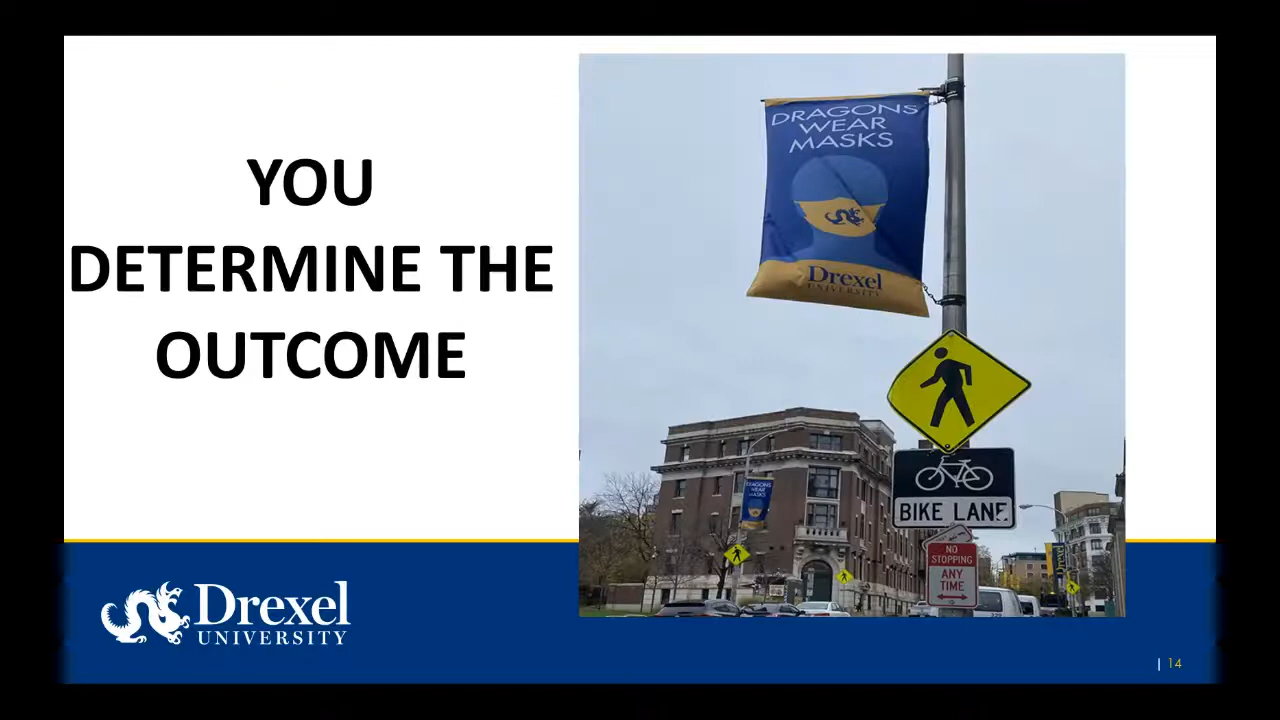 YOU
DETERMINE THE
OUTCOME
DRAGONS
WEAR
MASKS
Drexel
UNIVERSITY
BIKE LANE
NO
STOPPING
ANY
TIME
DRAGONS
WEAR
MASKS
Drexel
Drexel
UNIVERSITY
| 14